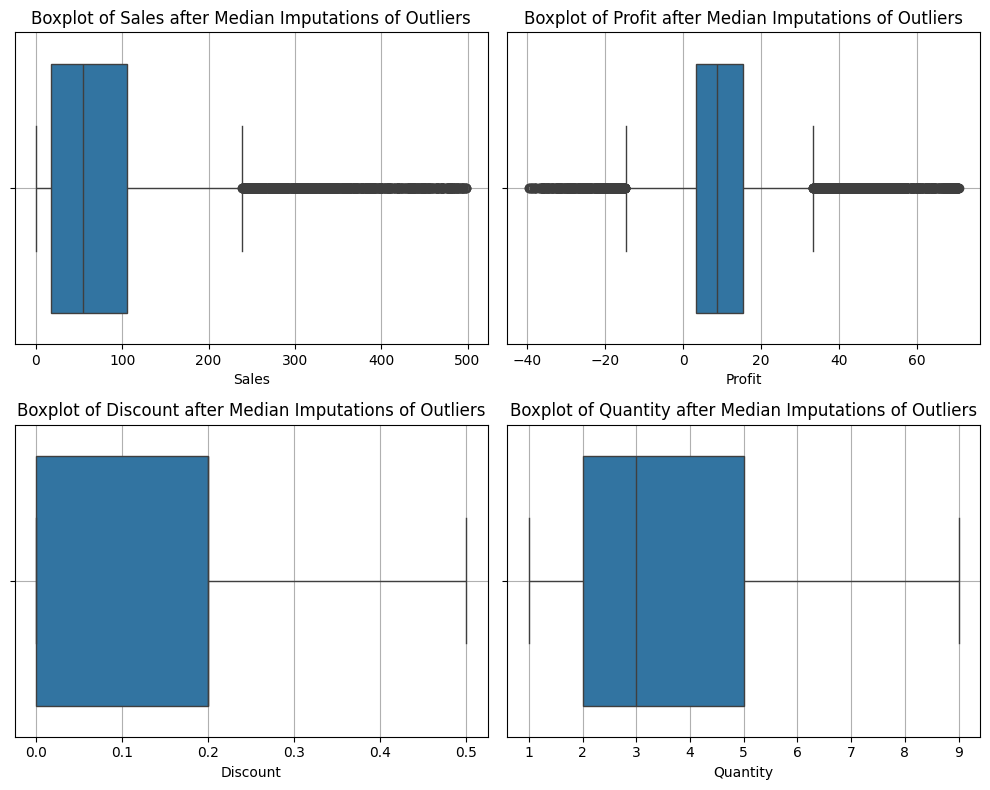 Boxplot of Sales after Median Imputations of Outliers
0 100 200 300 400 500
Sales
Boxplot of Profit after Median Imputations of Outliers
−40 −20 0 20 40 60
Profit
Boxplot of Discount after Median Imputations of Outliers
0.0 0.1 0.2 0.3 0.4 0.5
Discount
Boxplot of Quantity after Median Imputations of Outliers
1 2 3 4 5 6 7 8 9
Quantity